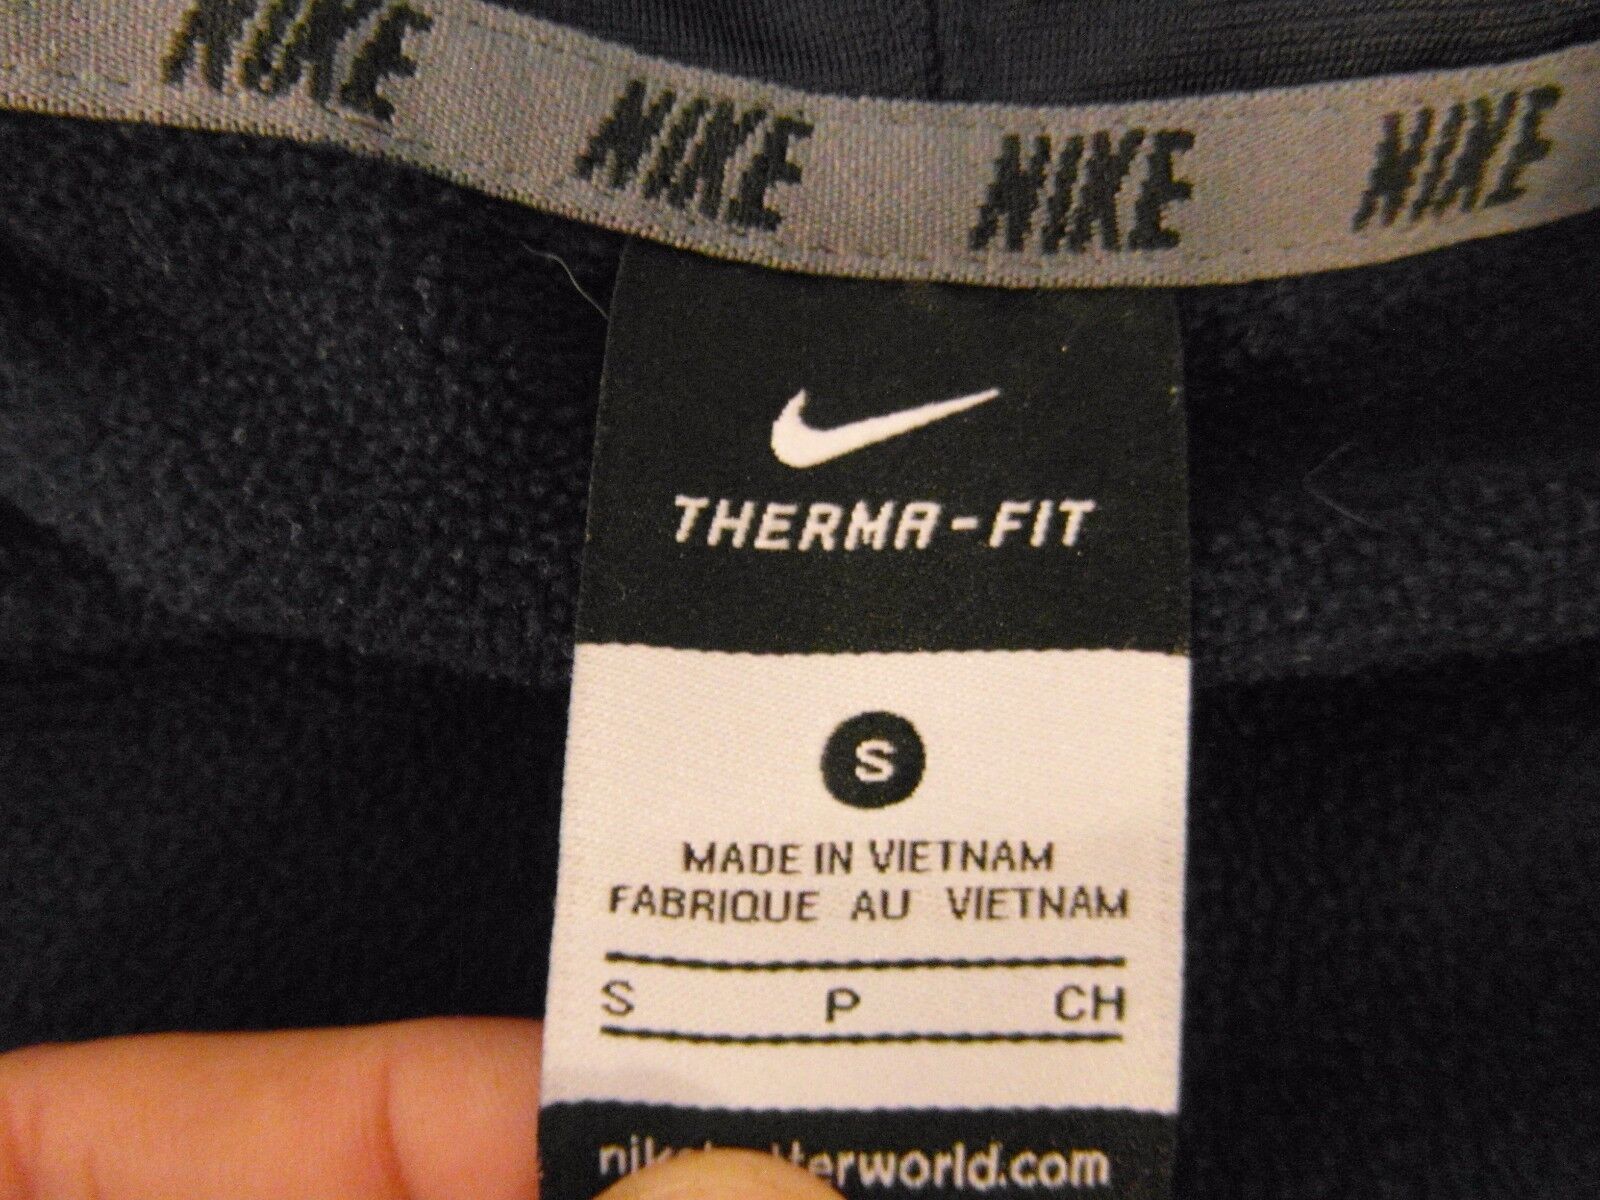 NIKE NIKE NIKE NIKE
THERMA-FIT
S
MADE IN VIETNAM
FABRIQUE AU VIETNAM
S P CH